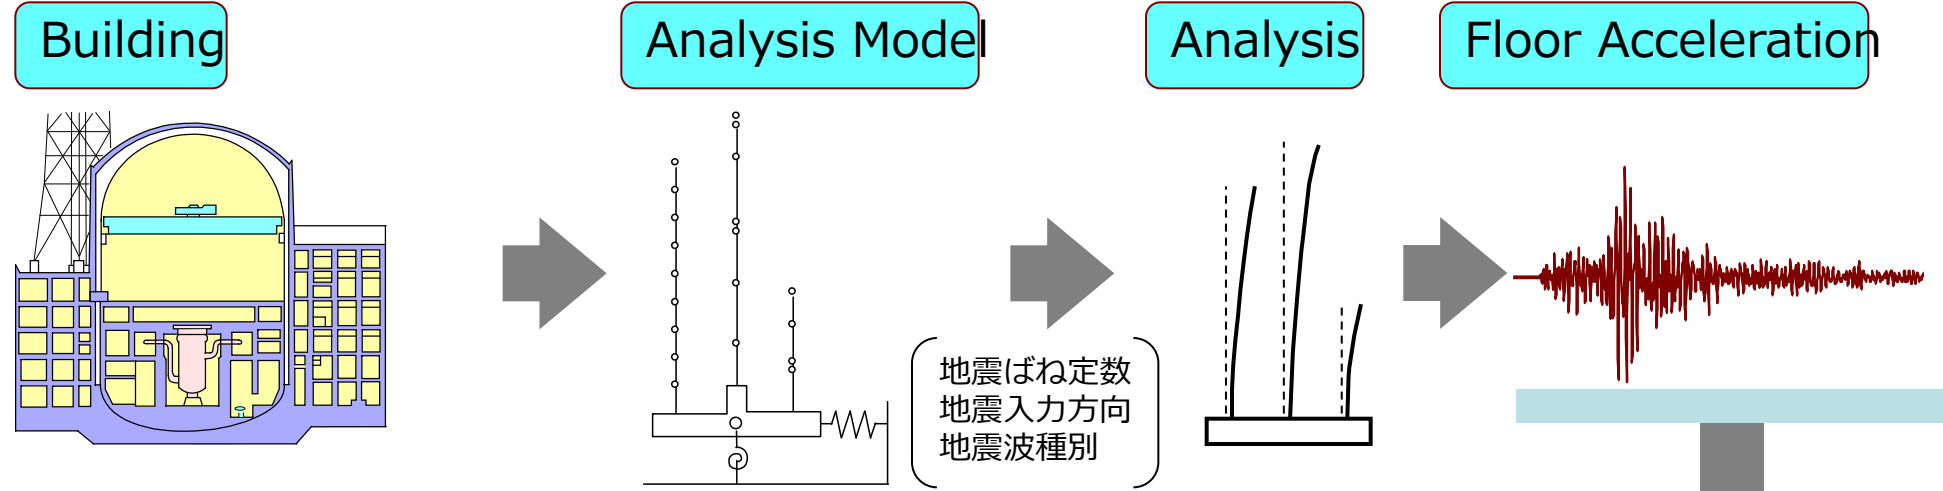 Building
Analysis Model
Analysis
Floor Acceleration
地震ばね定数
地震入力方向
地震波種別